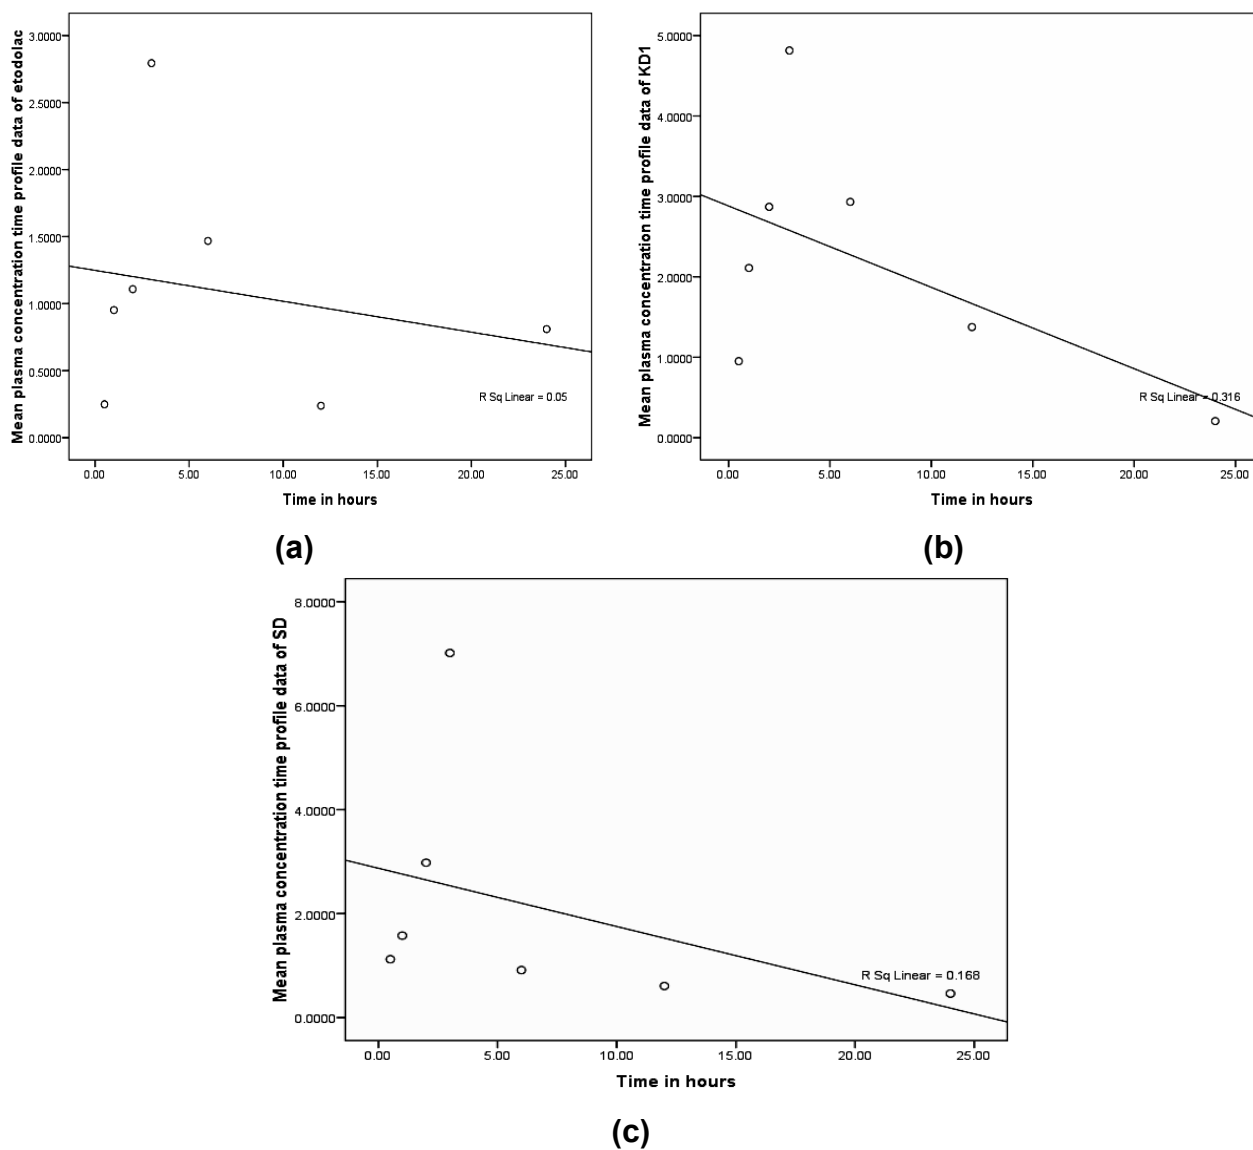 Mean plasma concentration time profile data of etodolac
3.0000
2.5000
2.0000
1.5000
1.0000
0.5000
0.0000
R Sq Linear = 0.05
0.00 5.00 10.00 15.00 20.00 25.00
Time in hours
(a)
Mean plasma concentration time profile data of KD1
5.0000
4.0000
3.0000
2.0000
1.0000
0.0000
R Sq Linear = 0.316
0.00 5.00 10.00 15.00 20.00 25.00
Time in hours
(b)
Mean plasma concentration time profile data of SD
8.0000
6.0000
4.0000
2.0000
0.0000
R Sq Linear = 0.168
0.00 5.00 10.00 15.00 20.00 25.00
Time in hours
(c)